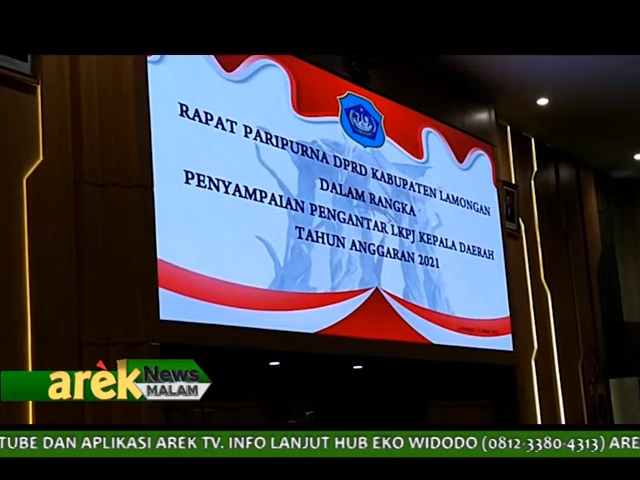 RAPAT PARIPURNA DPRD KABUPATEN LAMONGAN
DALAM RANGKA
PENYAMPAIAN PENGANTAR LKPJ KEPALA DAERAH
TAHUN ANGGARAN 2021
arèk News
MALAM
TUBE DAN APLIKASI AREK TV. INFO LANJUT HUB EKO WIDODO (0812-3380-4313) ARE